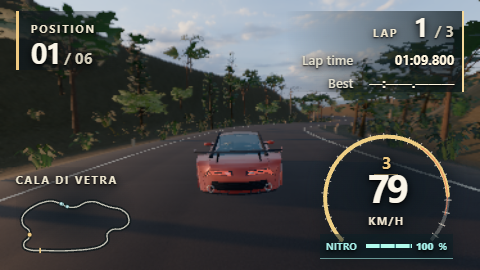 POSITION
01 / 06
LAP 1 / 3
Lap time 01:09.800
Best
CALA DI VETRA
3
79
KM/H
NITRO 100 %